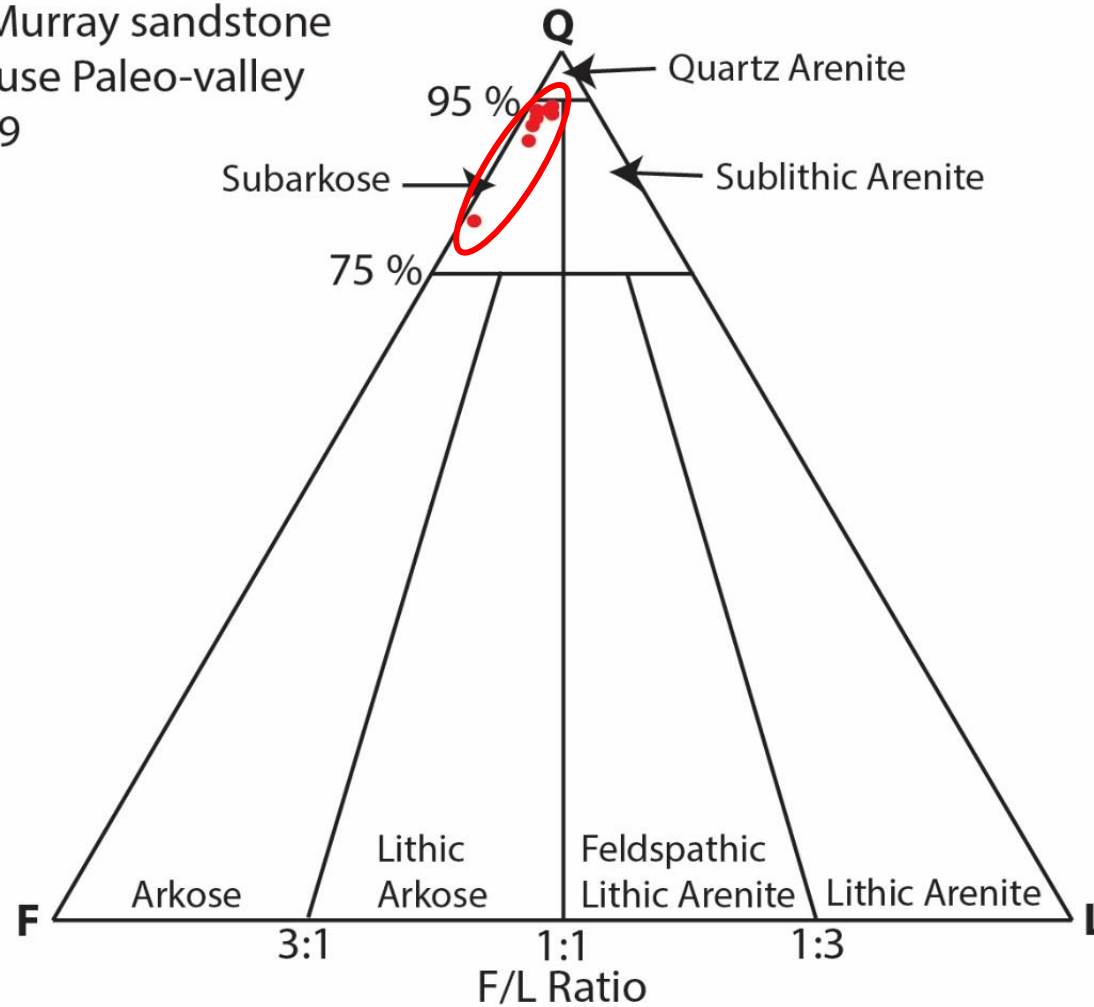 Murray sandstone
use Paleo-valley
9
Q
Quartz Arenite
95 %
Subarkose
Sublithic Arenite
75 %
Lithic
Arkose
Feldspathic
Lithic Arenite
Arkose
Lithic Arenite
F
L
3:1
1:1
1:3
F/L Ratio